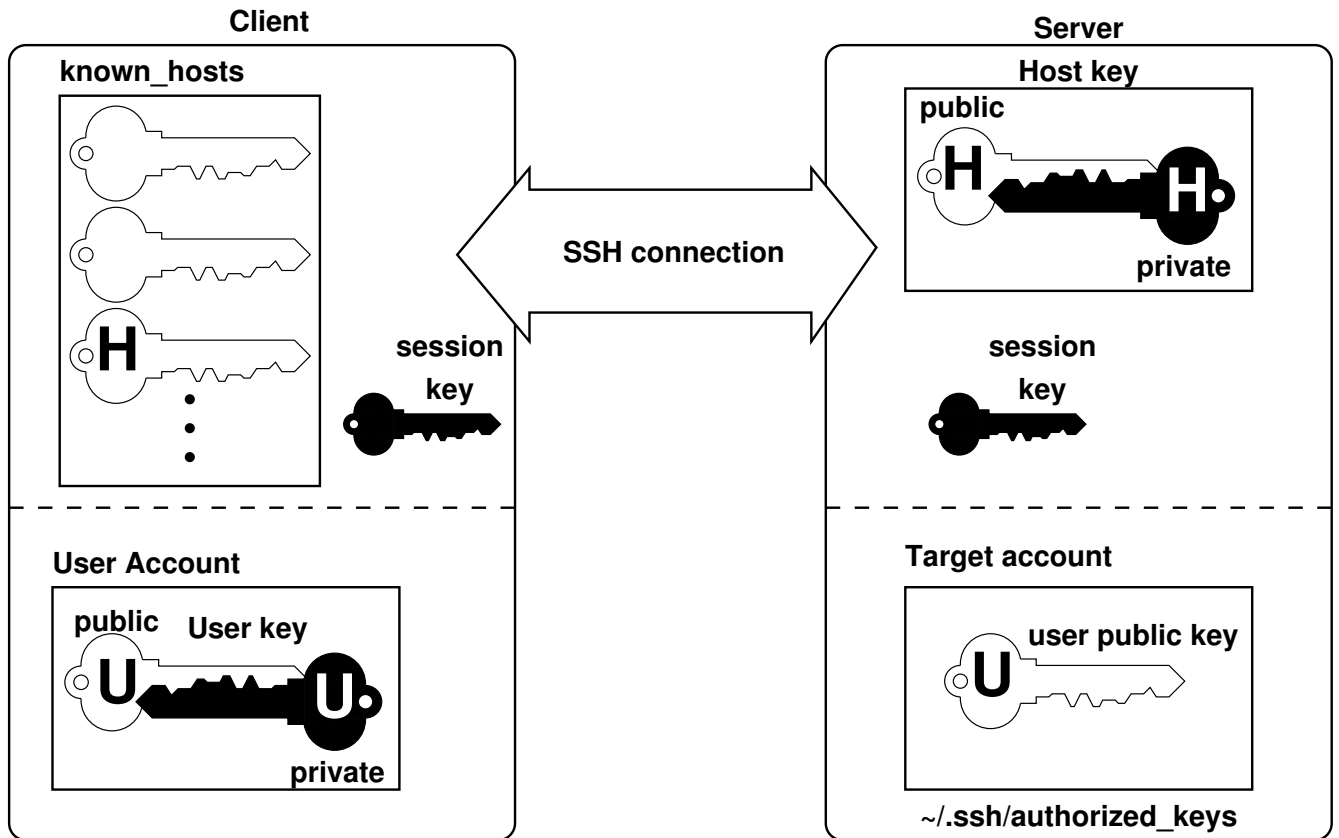 Client
known_hosts
H
session
key
User Account
public
User key
U
U
private
SSH connection
Server
Host key
public
H
H
private
session
key
Target account
user public key
U
~/.ssh/authorized_keys